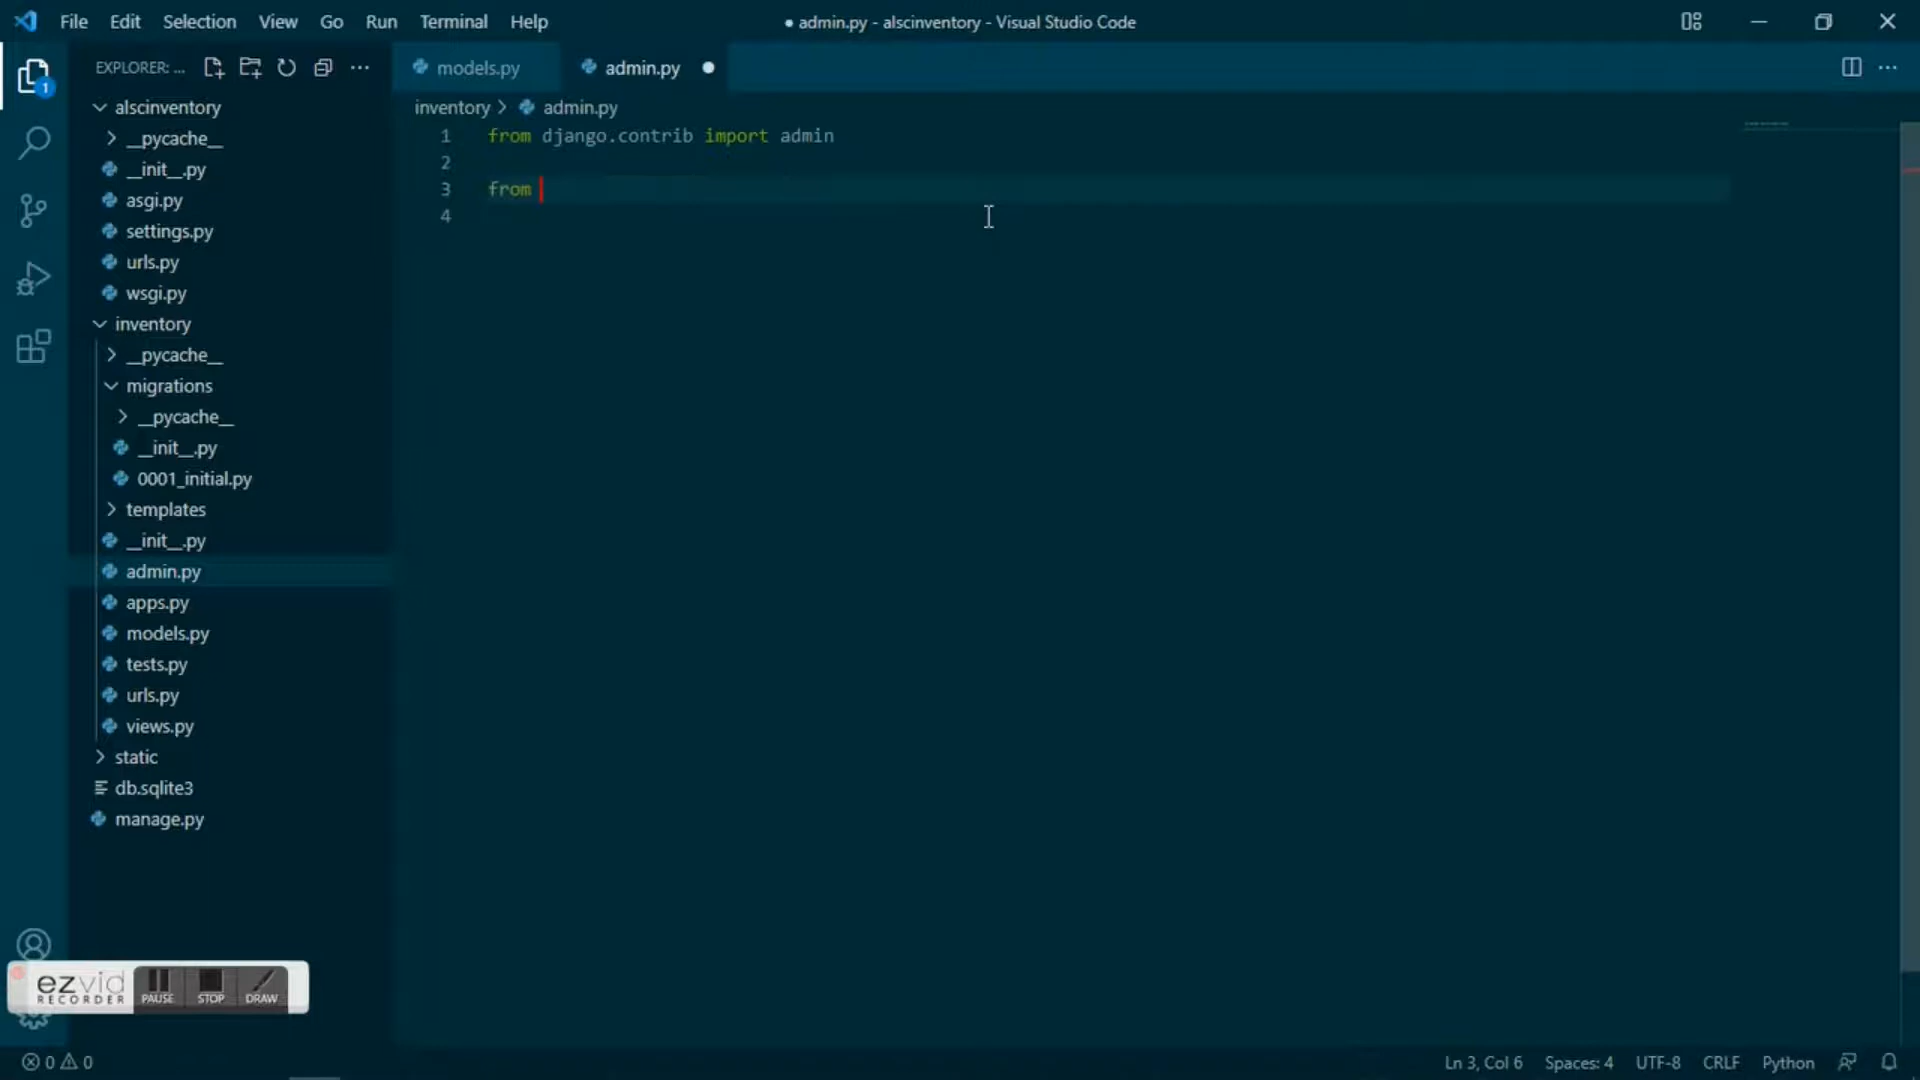 File Edit Selection View Go Run Terminal Help
● admin.py - alscinventory - Visual Studio Code
1
EXPLORER: ...
alscinventory
__pycache__
__init__.py
asgi.py
settings.py
urls.py
wsgi.py
inventory
__pycache__
migrations
__pycache__
__init__.py
0001_initial.py
templates
__init__.py
admin.py
apps.py
models.py
tests.py
urls.py
views.py
static
db.sqlite3
manage.py
models.py admin.py
inventory > admin.py
1 from django.contrib import admin
2
3 from
4
ezvid
RECORDER
PAUSE STOP DRAW
0 0
Ln 3, Col 6 Spaces: 4 UTF-8 CRLF Python